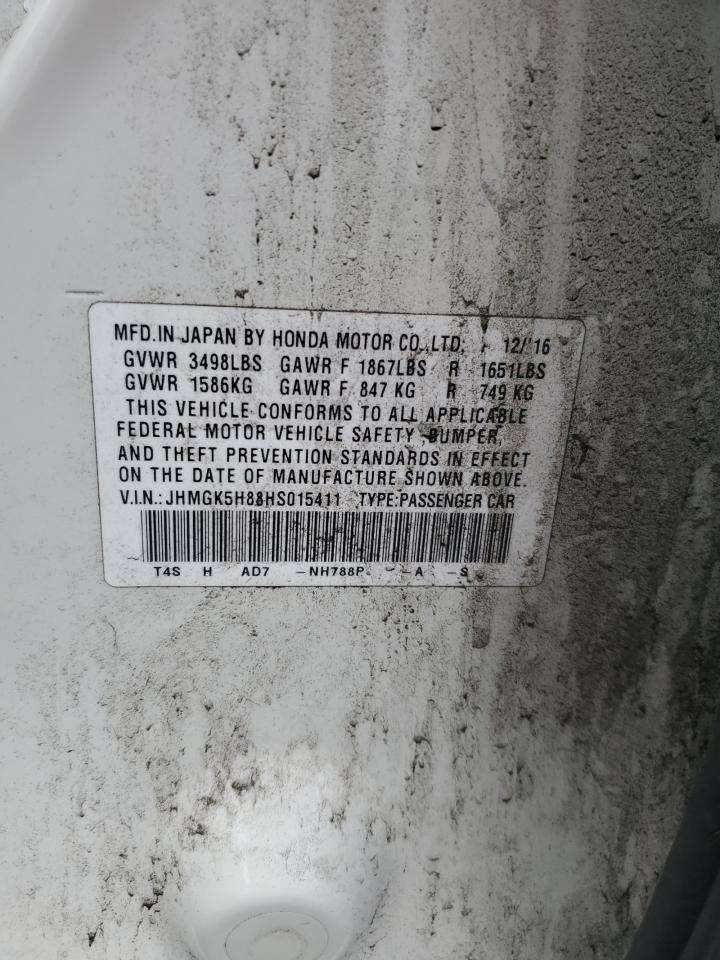 MFD.IN JAPAN BY HONDA MOTOR CO.,LTD. 12/'16
GVWR 3498LBS GAWR F 1867LBS R 1651LBS
GVWR 1586KG GAWR F 847 KG R 749 KG
THIS VEHICLE CONFORMS TO ALL APPLICABLE
FEDERAL MOTOR VEHICLE SAFETY ,BUMPER,
AND THEFT PREVENTION STANDARDS IN EFFECT
ON THE DATE OF MANUFACTURE SHOWN ABOVE.
V.I.N.:JHMGK5H88HS015411 TYPE:PASSENGER CAR
T4S H AD7 -NH788P -A -S